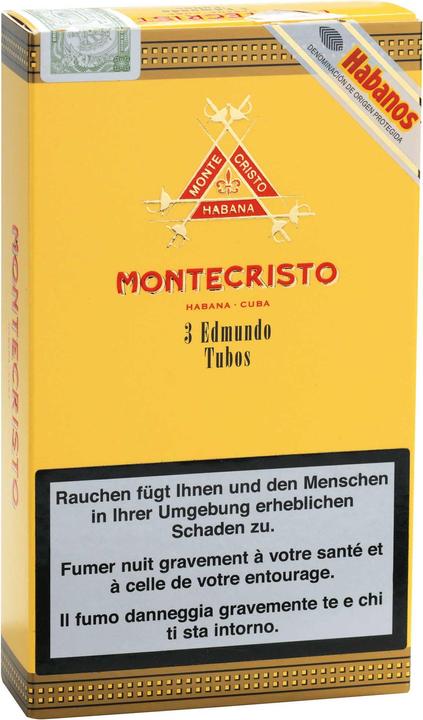 Habanos
DENOMINACIÓN DE ORIGEN PROTEGIDA
MONTE
CRISTO
HABANA
MONTECRISTO
HABANA · CUBA
3 Edmundo
Tubos
MONTECRISTO
Rauchen fügt Ihnen und den Menschen
in Ihrer Umgebung erheblichen
Schaden zu.
Fumer nuit gravement à votre santé et
à celle de votre entourage.
Il fumo danneggia gravemente te e chi
ti sta intorno.